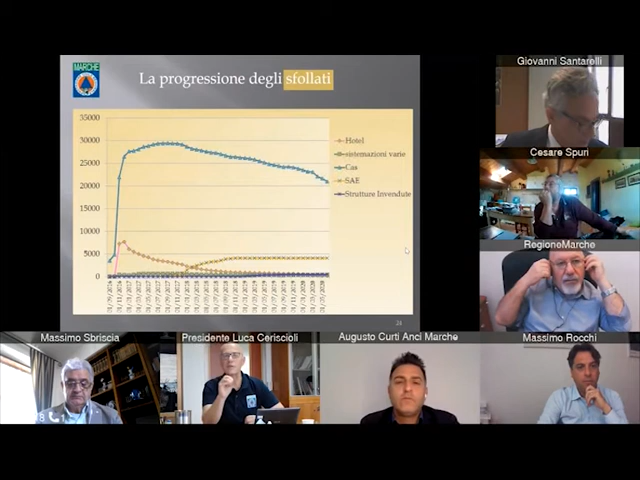 MARCHE
La progressione degli sfollati
Giovanni Santarelli
35000
30000
25000
20000
15000
10000
5000
0
Hotel
sistemazioni varie
Cas
SAE
Strutture Invendute
Cesare Spuri
RegioneMarche
Massimo Sbriscia
Presidente Luca Ceriscioli
Augusto Curti Anci Marche
Massimo Rocchi